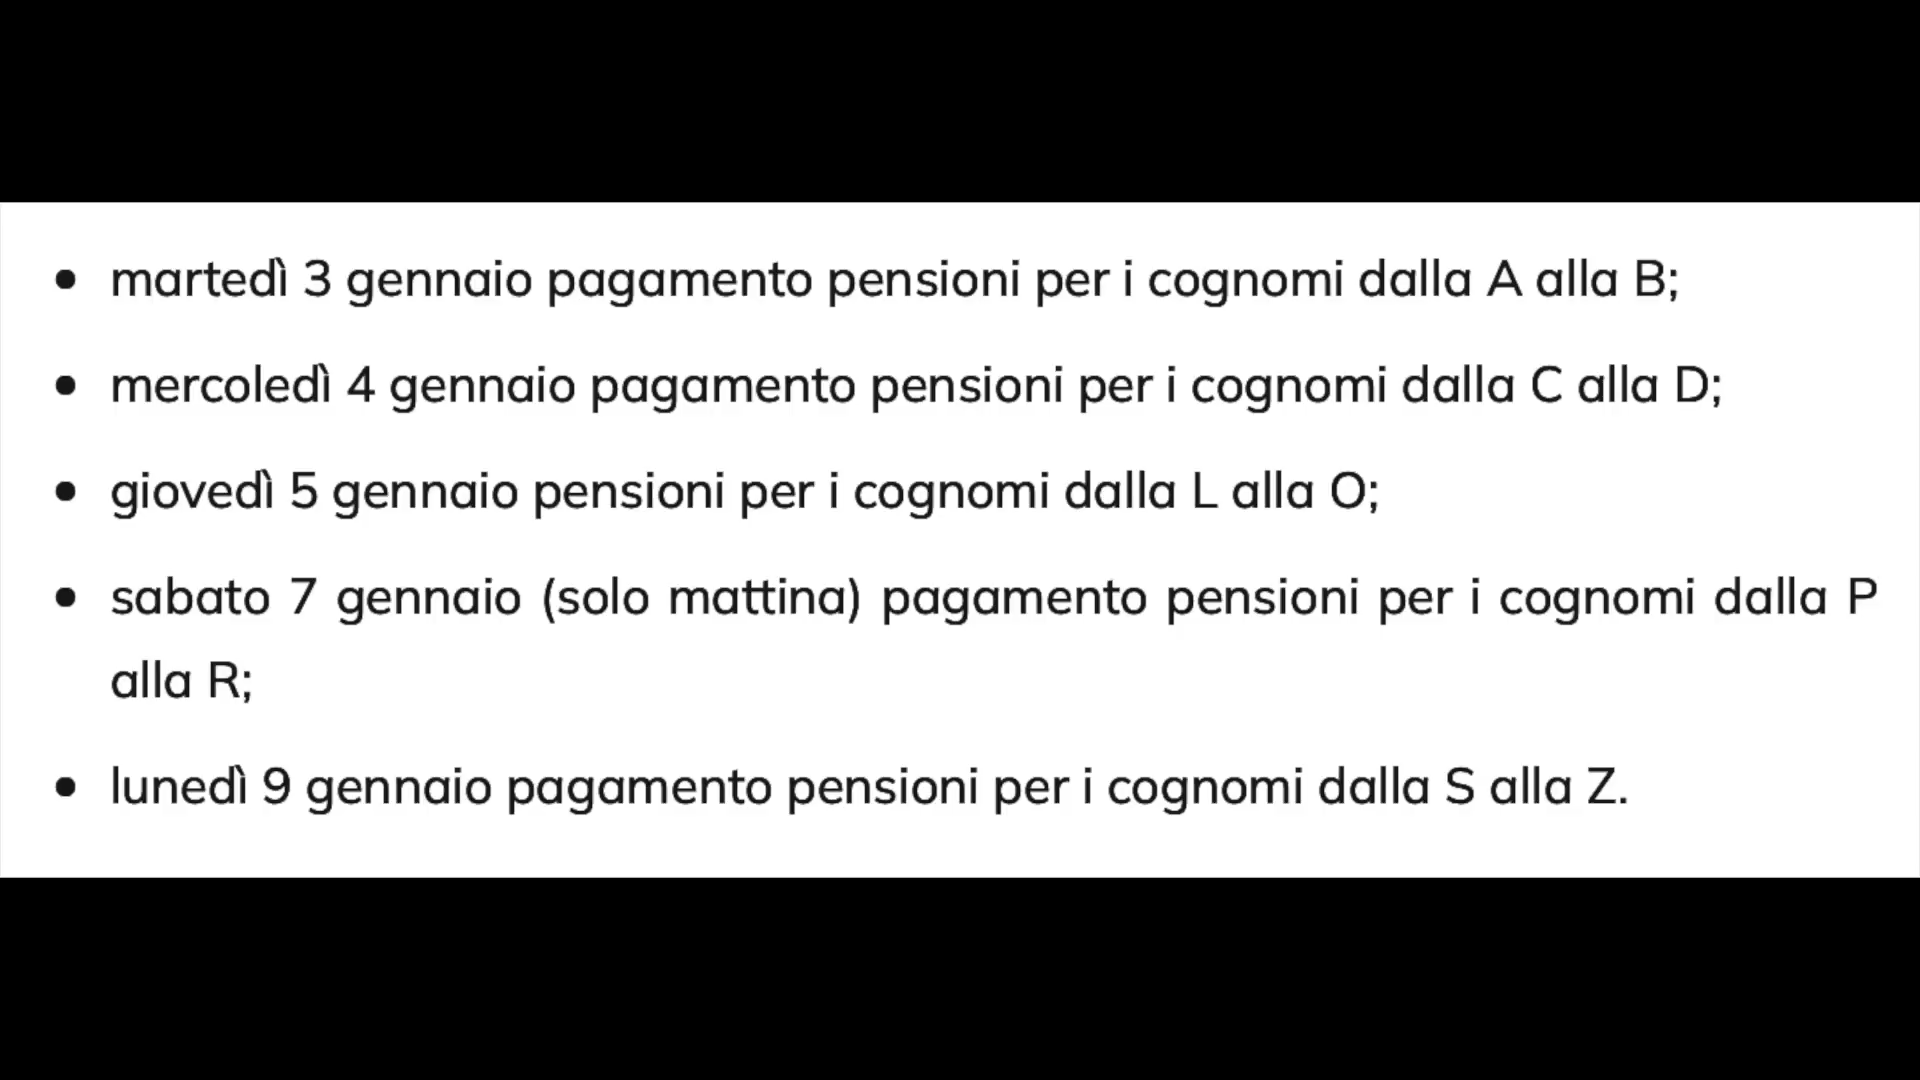 • martedì 3 gennaio pagamento pensioni per i cognomi dalla A alla B;
• mercoledì 4 gennaio pagamento pensioni per i cognomi dalla C alla D;
• giovedì 5 gennaio pensioni per i cognomi dalla L alla O;
• sabato 7 gennaio (solo mattina) pagamento pensioni per i cognomi dalla P
alla R;
• lunedì 9 gennaio pagamento pensioni per i cognomi dalla S alla Z.